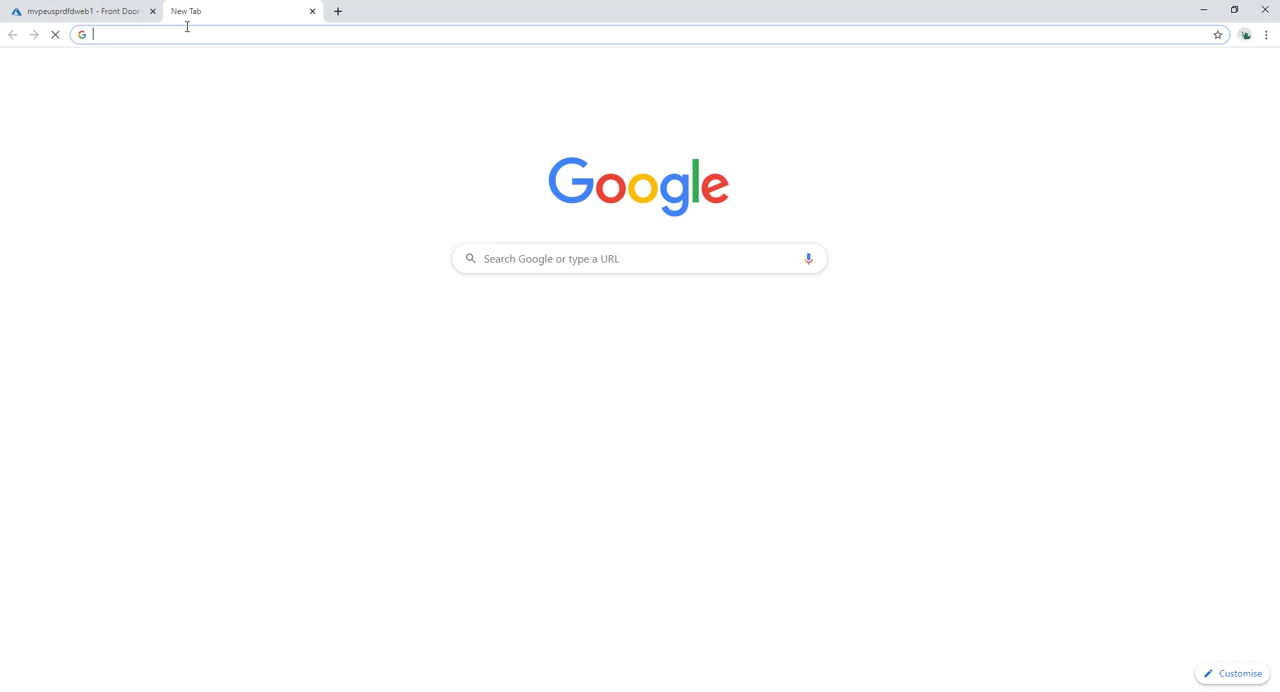 mvpeusprdfdweb1 - Front Door
New Tab
Google
Search Google or type a URL
Customise